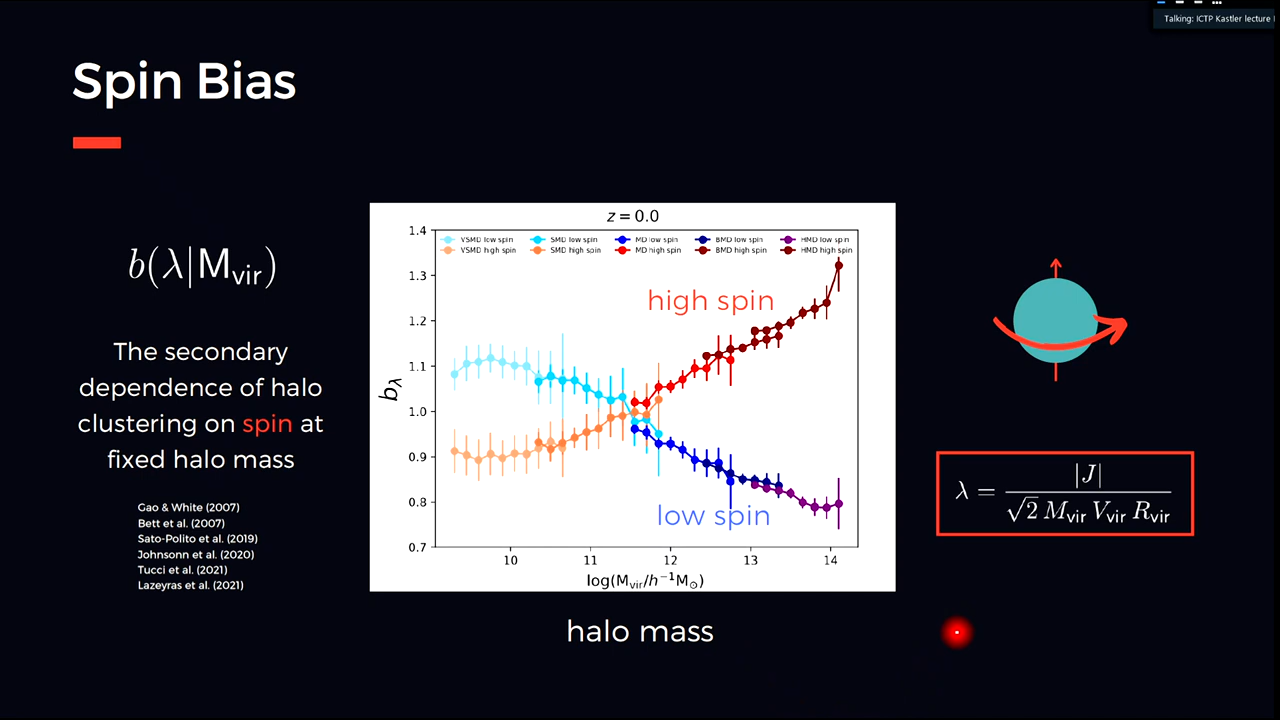 Talking: ICTP Kastler lecture
Spin Bias
b(λ|M_vir)
The secondary
dependence of halo
clustering on spin at
fixed halo mass
Gao & White (2007)
Bett et al. (2007)
Sato-Polito et al. (2019)
Johnsonn et al. (2020)
Tucci et al. (2021)
Lazeyras et al. (2021)
z = 0.0
VSMD low spin
SMD low spin
MD low spin
BMD low spin
HMD low spin
VSMD high spin
SMD high spin
MD high spin
BMD high spin
HMD high spin
high spin
low spin
b_λ
1.4
1.3
1.2
1.1
1.0
0.9
0.8
0.7
10 11 12 13 14
log(M_vir/h⁻¹M_⊙)
halo mass
λ = |J| / √2 M_vir V_vir R_vir